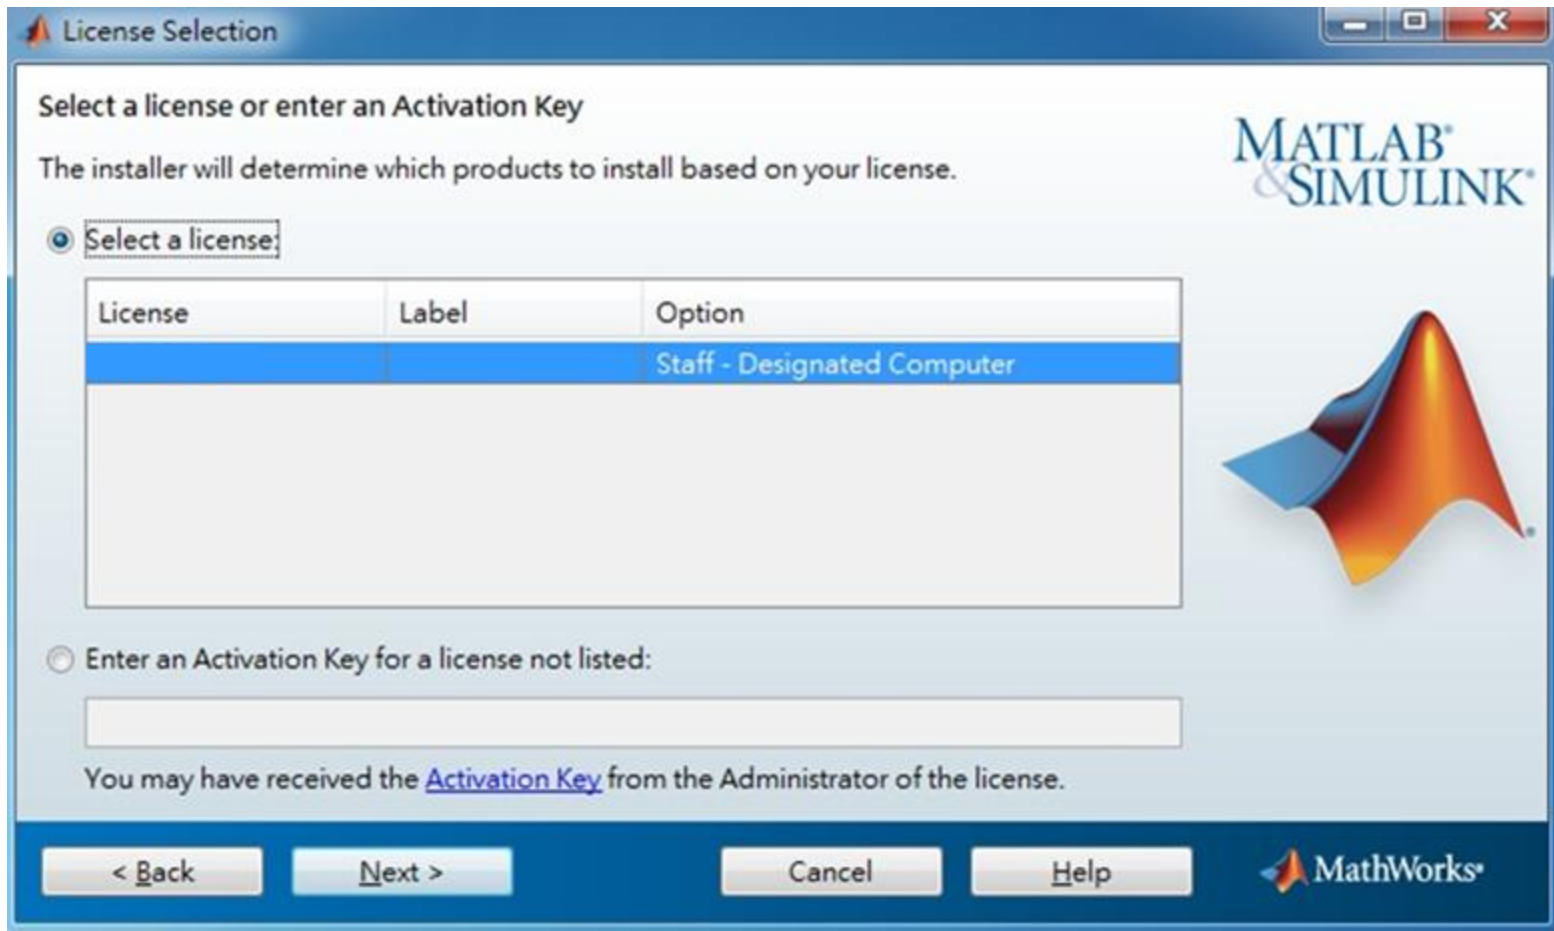 License Selection
Select a license or enter an Activation Key
The installer will determine which products to install based on your license.
MATLAB®
&SIMULINK®
Select a license:
License Label Option
Staff - Designated Computer
Enter an Activation Key for a license not listed:
You may have received the Activation Key from the Administrator of the license.
< Back Next > Cancel Help MathWorks®